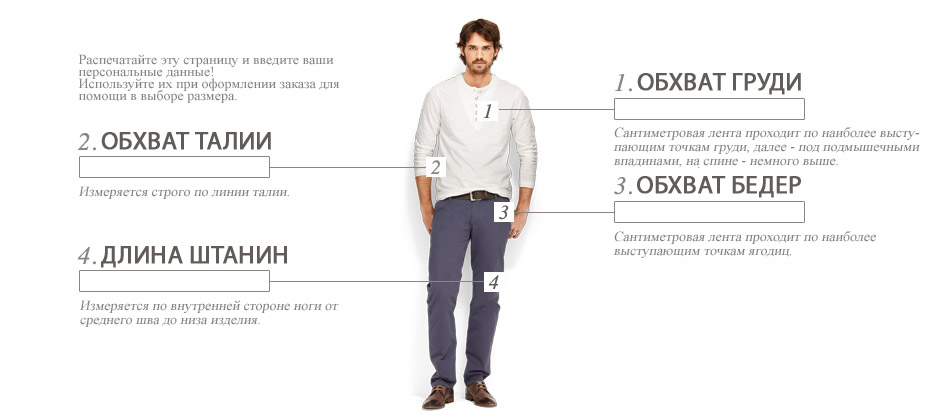 Распечатайте эту страницу и введите ваши
персональные данные!
Используйте их при оформлении заказа для
помощи в выборе размера.
1. ОБХВАТ ГРУДИ
Сантиметровая лента проходит по наиболее высту-
пающим точкам груди, далее - под подмышечными
впадинами, на спине - немного выше.
2. ОБХВАТ ТАЛИИ
Измеряется строго по линии талии.
3. ОБХВАТ БЕДЕР
Сантиметровая лента проходит по наиболее
выступающим точкам ягодиц.
4. ДЛИНА ШТАНИН
Измеряется по внутренней стороне ноги от
среднего шва до низа изделия.
1
2
3
4